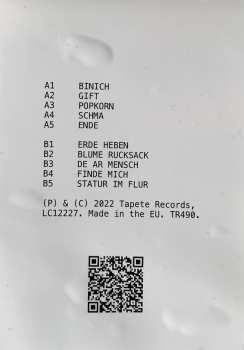 A1 BINICH
A2 GIFT
A3 POPKORN
A4 SCHMA
A5 ENDE
B1 ERDE HEBEN
B2 BLUME RUCKSACK
B3 DE AR MENSCH
B4 FINDE MICH
B5 STATUR IM FLUR
(P) & (C) 2022 Tapete Records,
LC12227. Made in the EU. TR490.